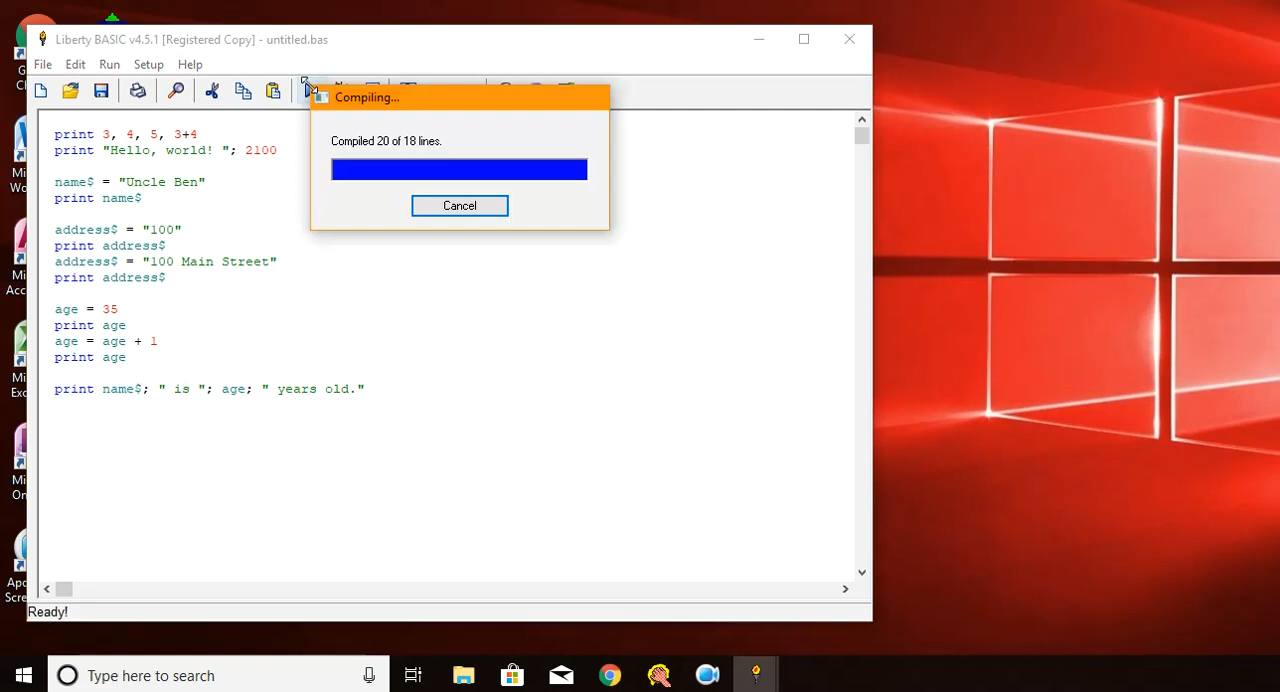 Liberty BASIC v4.5.1 [Registered Copy] - untitled.bas
File Edit Run Setup Help
Compiling...
Compiled 20 of 18 lines.
Cancel
print 3, 4, 5, 3+4
print "Hello, world! "; 2100
name$ = "Uncle Ben"
print name$
address$ = "100"
print address$
address$ = "100 Main Street"
print address$
age = 35
print age
age = age + 1
print age
print name$; " is "; age; " years old."
Ready!
Type here to search